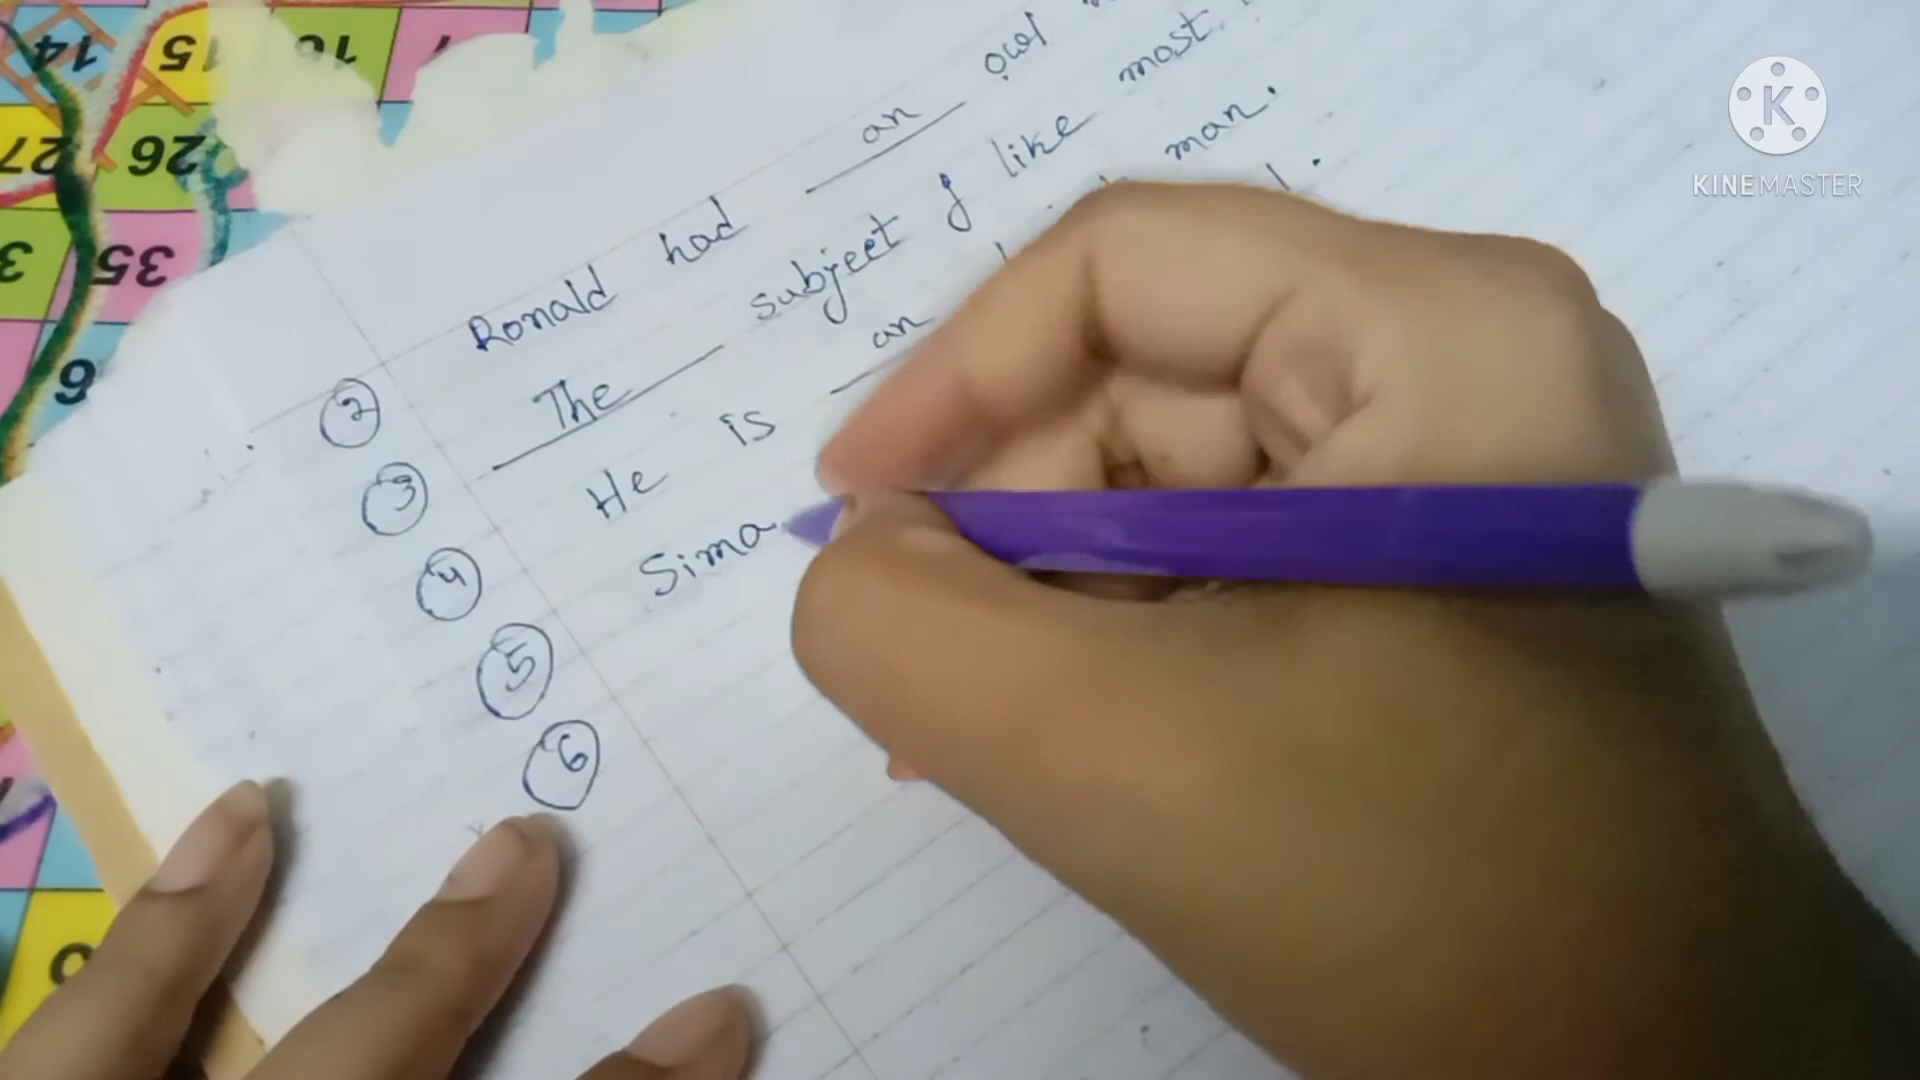 14 15 16
27 26
35
6
KINEMASTER
Ronald had an owl
② The subject I like most.
③ He is an man.
④ Sima
⑤
⑥